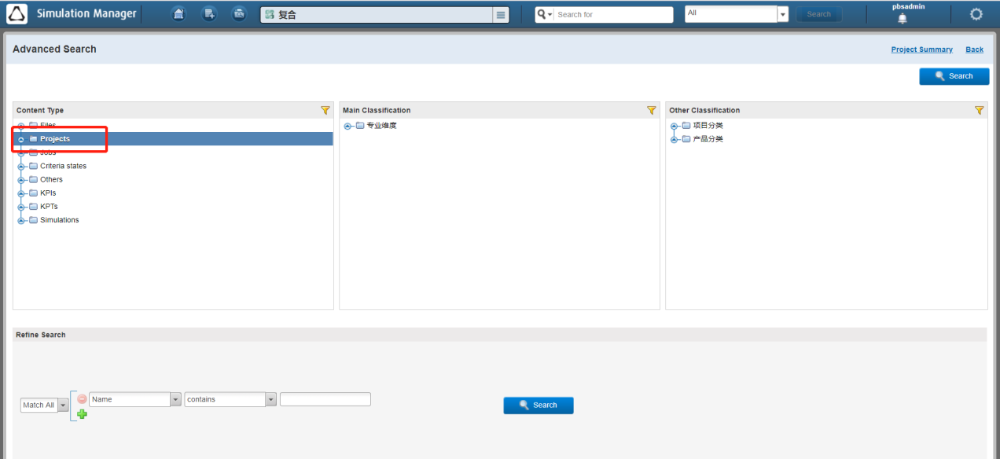 Simulation Manager
复合
Search for
All
Search
pbsadmin
Advanced Search
Project Summary
Back
Search
Content Type
Files
Projects
Jobs
Criteria states
Others
KPIs
KPTs
Simulations
Main Classification
专业维度
Other Classification
项目分类
产品分类
Refine Search
Match All
Name
contains
Search